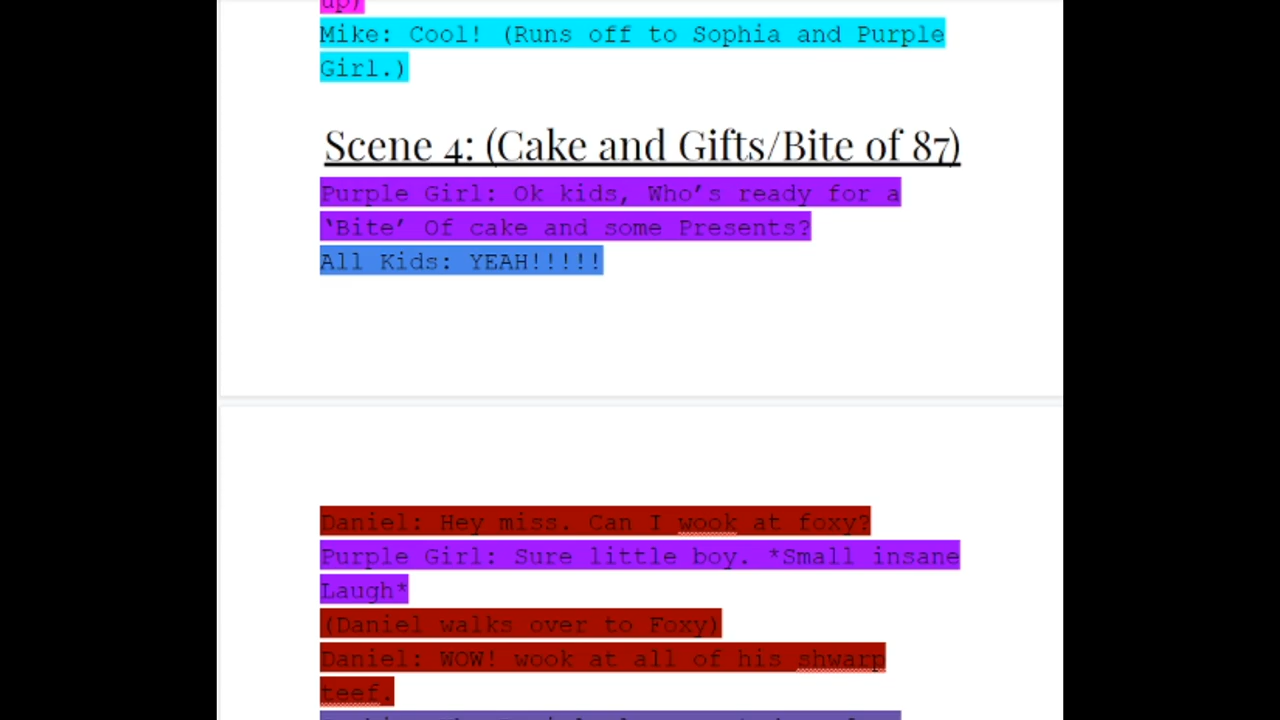 up)
Mike: Cool! (Runs off to Sophia and Purple
Girl.)
Scene 4: (Cake and Gifts/Bite of 87)
Purple Girl: Ok kids, Who’s ready for a
‘Bite’ Of cake and some Presents?
All Kids: YEAH!!!!!
Daniel: Hey miss. Can I wook at foxy?
Purple Girl: Sure little boy. *Small insane
Laugh*
(Daniel walks over to Foxy)
Daniel: WOW! wook at all of his shwarp
teef.